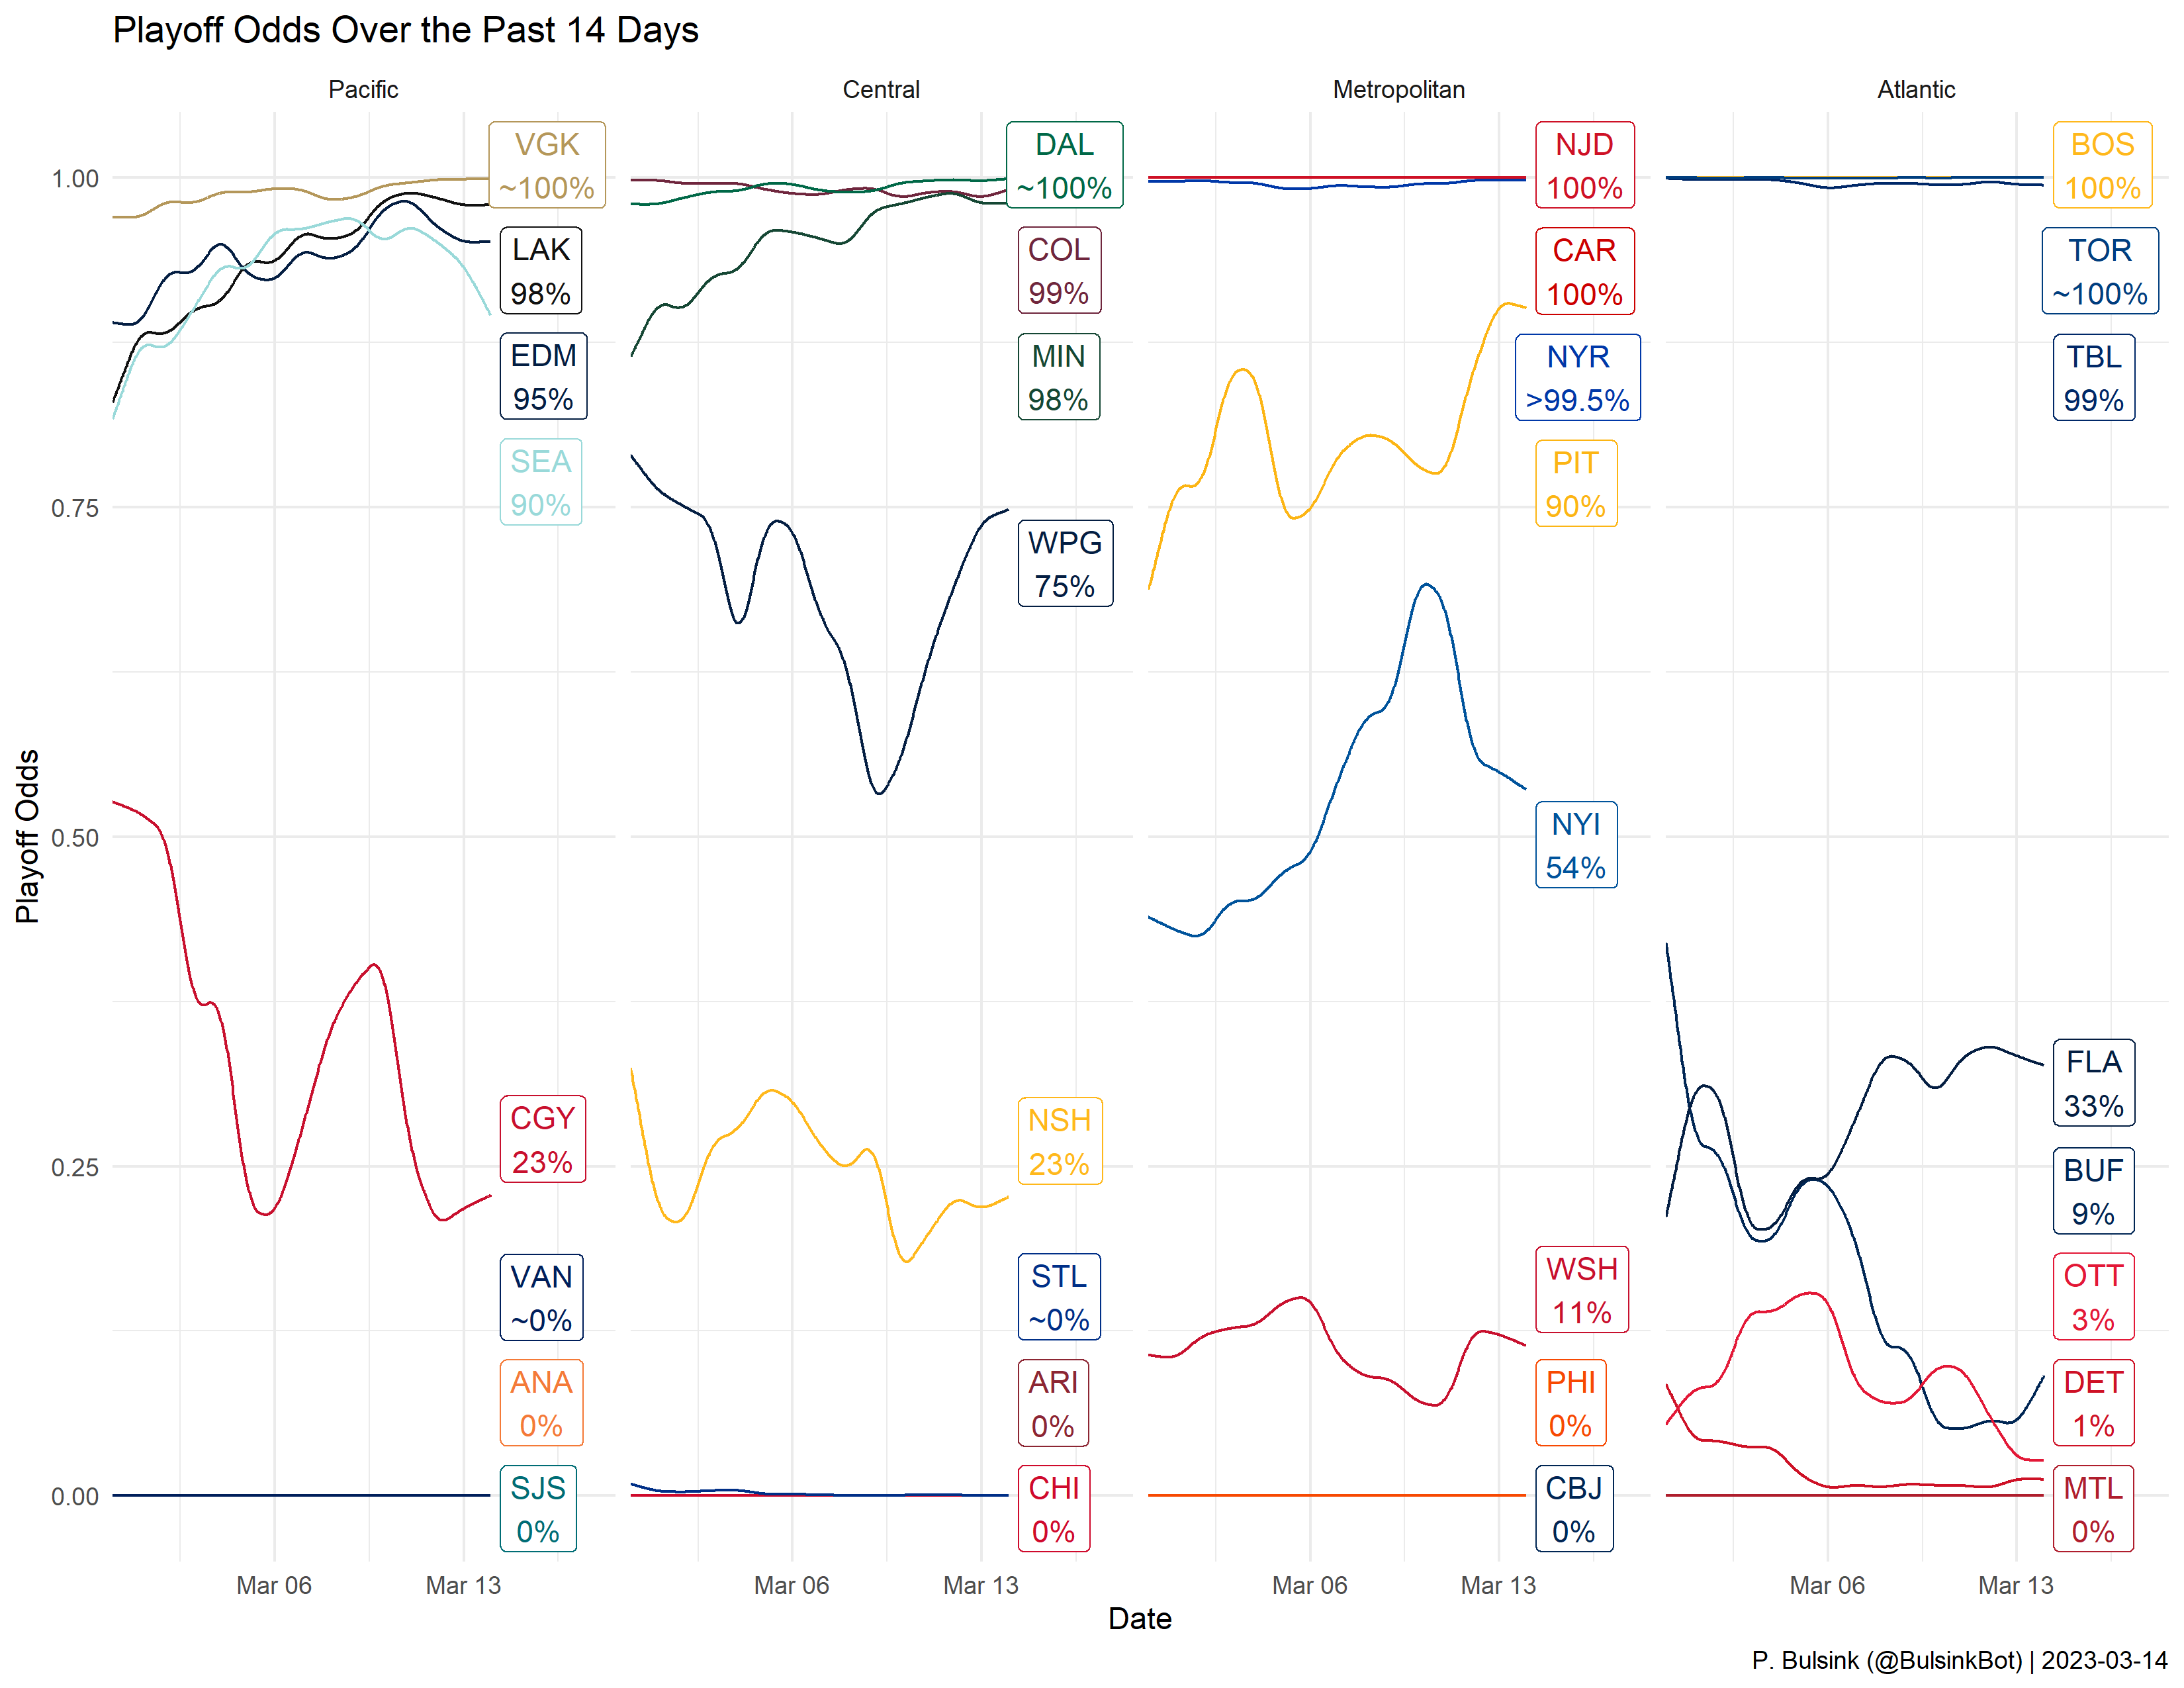 Playoff Odds Over the Past 14 Days
Pacific
Central
Metropolitan
Atlantic
Playoff Odds
1.00
0.75
0.50
0.25
0.00
VGK
~100%
LAK
98%
EDM
95%
SEA
90%
CGY
23%
VAN
~0%
ANA
0%
SJS
0%
DAL
~100%
COL
99%
MIN
98%
WPG
75%
NSH
23%
STL
~0%
ARI
0%
CHI
0%
NJD
100%
CAR
100%
NYR
>99.5%
PIT
90%
NYI
54%
WSH
11%
PHI
0%
CBJ
0%
BOS
100%
TOR
~100%
TBL
99%
FLA
33%
BUF
9%
OTT
3%
DET
1%
MTL
0%
Mar 06
Mar 13
Mar 06
Mar 13
Mar 06
Mar 13
Mar 06
Mar 13
Date
P. Bulsink (@BulsinkBot) | 2023-03-14